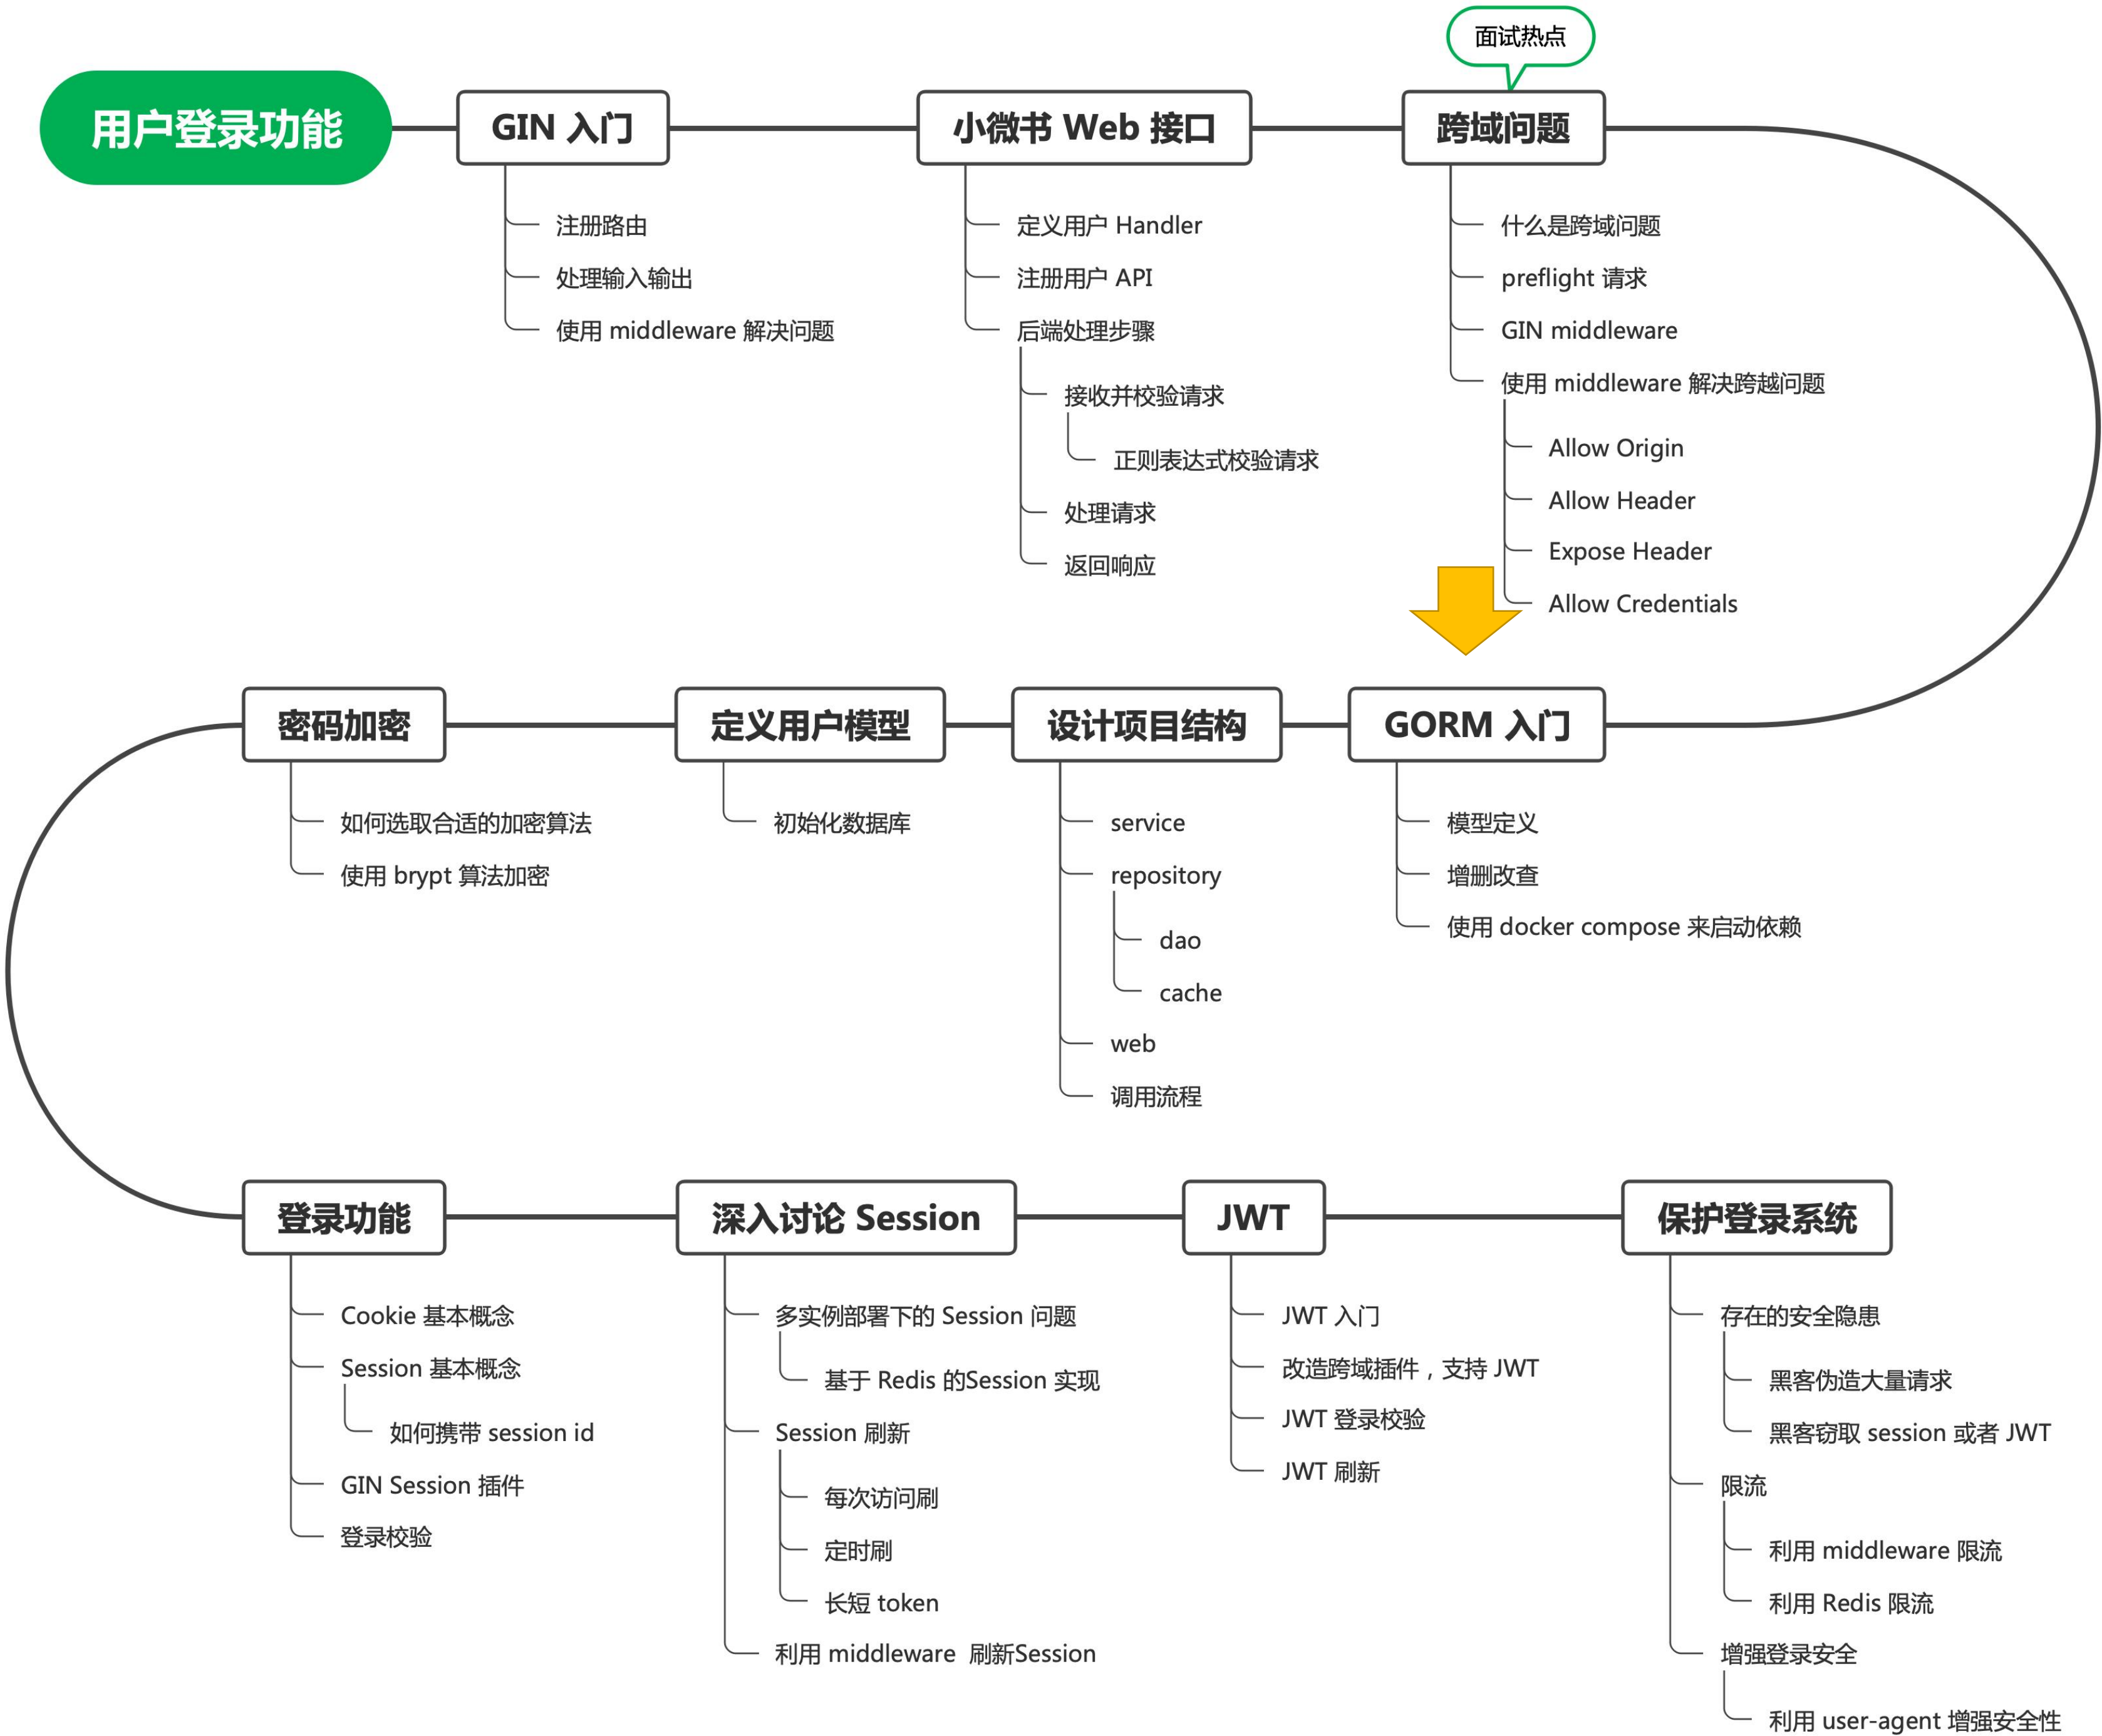 面试热点
用户登录功能
GIN 入门
注册路由
处理输入输出
使用 middleware 解决问题
小微书 Web 接口
定义用户 Handler
注册用户 API
后端处理步骤
接收并校验请求
正则表达式校验请求
处理请求
返回响应
跨域问题
什么是跨域问题
preflight 请求
GIN middleware
使用 middleware 解决跨越问题
Allow Origin
Allow Header
Expose Header
Allow Credentials
GORM 入门
模型定义
增删改查
使用 docker compose 来启动依赖
设计项目结构
service
repository
dao
cache
web
调用流程
定义用户模型
初始化数据库
密码加密
如何选取合适的加密算法
使用 brypt 算法加密
登录功能
Cookie 基本概念
Session 基本概念
如何携带 session id
GIN Session 插件
登录校验
深入讨论 Session
多实例部署下的 Session 问题
基于 Redis 的Session 实现
Session 刷新
每次访问刷
定时刷
长短 token
利用 middleware  刷新Session
JWT
JWT 入门
改造跨域插件，支持 JWT
JWT 登录校验
JWT 刷新
保护登录系统
存在的安全隐患
黑客伪造大量请求
黑客窃取 session 或者 JWT
限流
利用 middleware 限流
利用 Redis 限流
增强登录安全
利用 user-agent 增强安全性